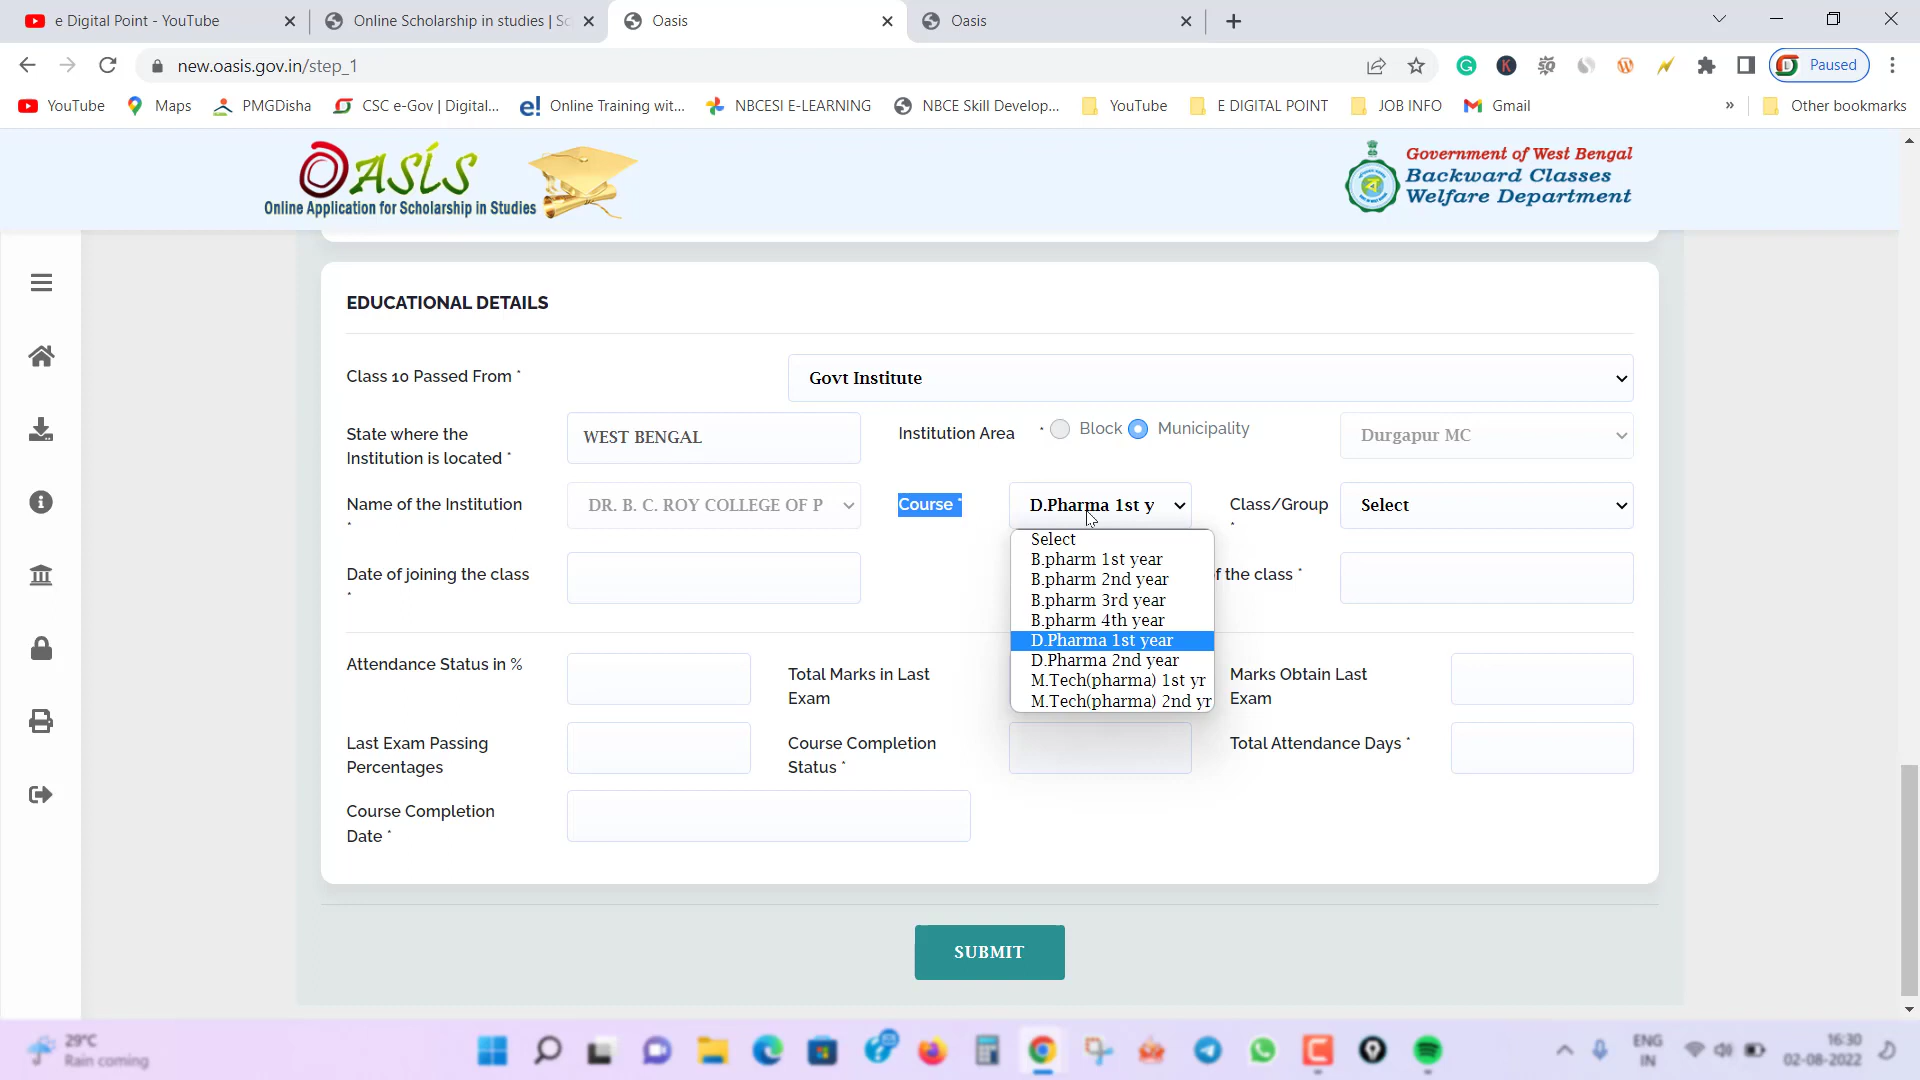 e Digital Point - YouTube
Online Scholarship in studies | Sc
Oasis
Oasis
new.oasis.gov.in/step_1
Paused
YouTube
Maps
PMGDisha
CSC e-Gov | Digital...
Online Training wit...
NBCESI E-LEARNING
NBCE Skill Develop...
YouTube
E DIGITAL POINT
JOB INFO
Gmail
»
Other bookmarks
OASIS
Online Application for Scholarship in Studies
Government of West Bengal
Backward Classes
Welfare Department
EDUCATIONAL DETAILS
Class 10 Passed From *
Govt Institute
State where the
Institution is located *
WEST BENGAL
Institution Area *
Block
Municipality
Durgapur MC
Name of the Institution
*
DR. B. C. ROY COLLEGE OF P
Course *
D.Pharma 1st y
Class/Group
*
Select
Select
B.pharm 1st year
B.pharm 2nd year
B.pharm 3rd year
B.pharm 4th year
D.Pharma 1st year
D.Pharma 2nd year
M.Tech(pharma) 1st yr
M.Tech(pharma) 2nd yr
Date of joining the class
*
f the class *
Attendance Status in %
Total Marks in Last
Exam
Marks Obtain Last
Exam
Last Exam Passing
Percentages
Course Completion
Status *
Total Attendance Days *
Course Completion
Date *
SUBMIT
29°C
Rain coming
ENG
IN
16:30
02-08-2022